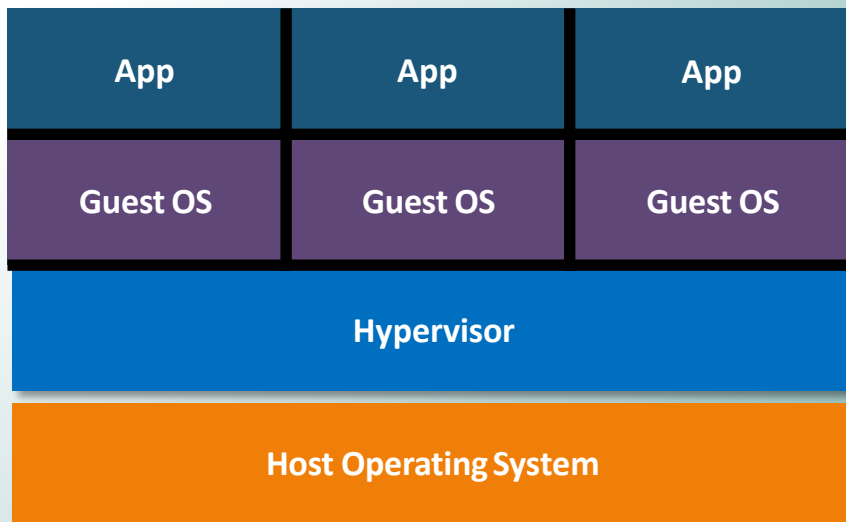 App
App
App
Guest OS
Guest OS
Guest OS
Hypervisor
Host Operating System